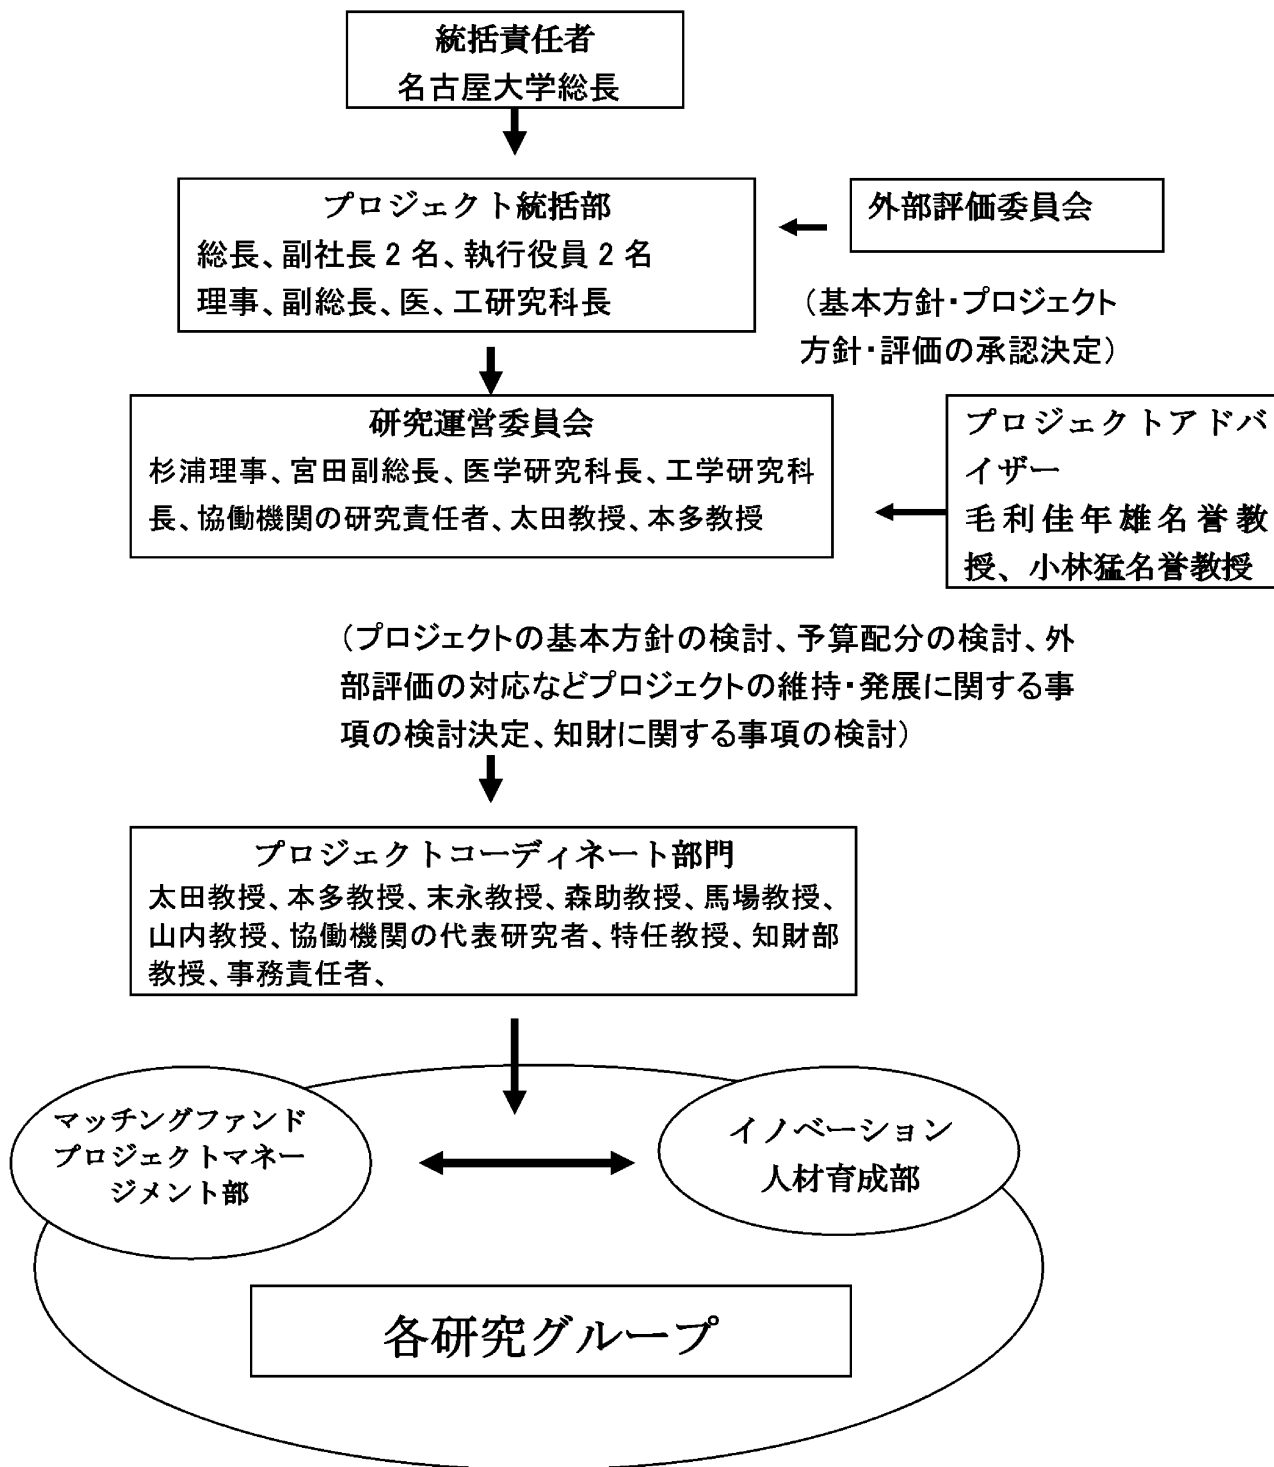 統括責任者
名古屋大学総長
プロジェクト統括部
総長、副社長2名、執行役員2名
理事、副総長、医、工研究科長
外部評価委員会
（基本方針・プロジェクト
方針・評価の承認決定）
研究運営委員会
杉浦理事、宮田副総長、医学研究科長、工学研究科
長、協働機関の研究責任者、太田教授、本多教授
プロジェクトアドバ
イザー
毛利佳年雄名誉教
授、小林猛名誉教授
（プロジェクトの基本方針の検討、予算配分の検討、外
部評価の対応などプロジェクトの維持・発展に関する事
項の検討決定、知財に関する事項の検討）
プロジェクトコーディネート部門
太田教授、本多教授、末永教授、森助教授、馬場教授、
山内教授、協働機関の代表研究者、特任教授、知財部
教授、事務責任者、
マッチングファンド
プロジェクトマネー
ジメント部
イノベーション
人材育成部
各研究グループ